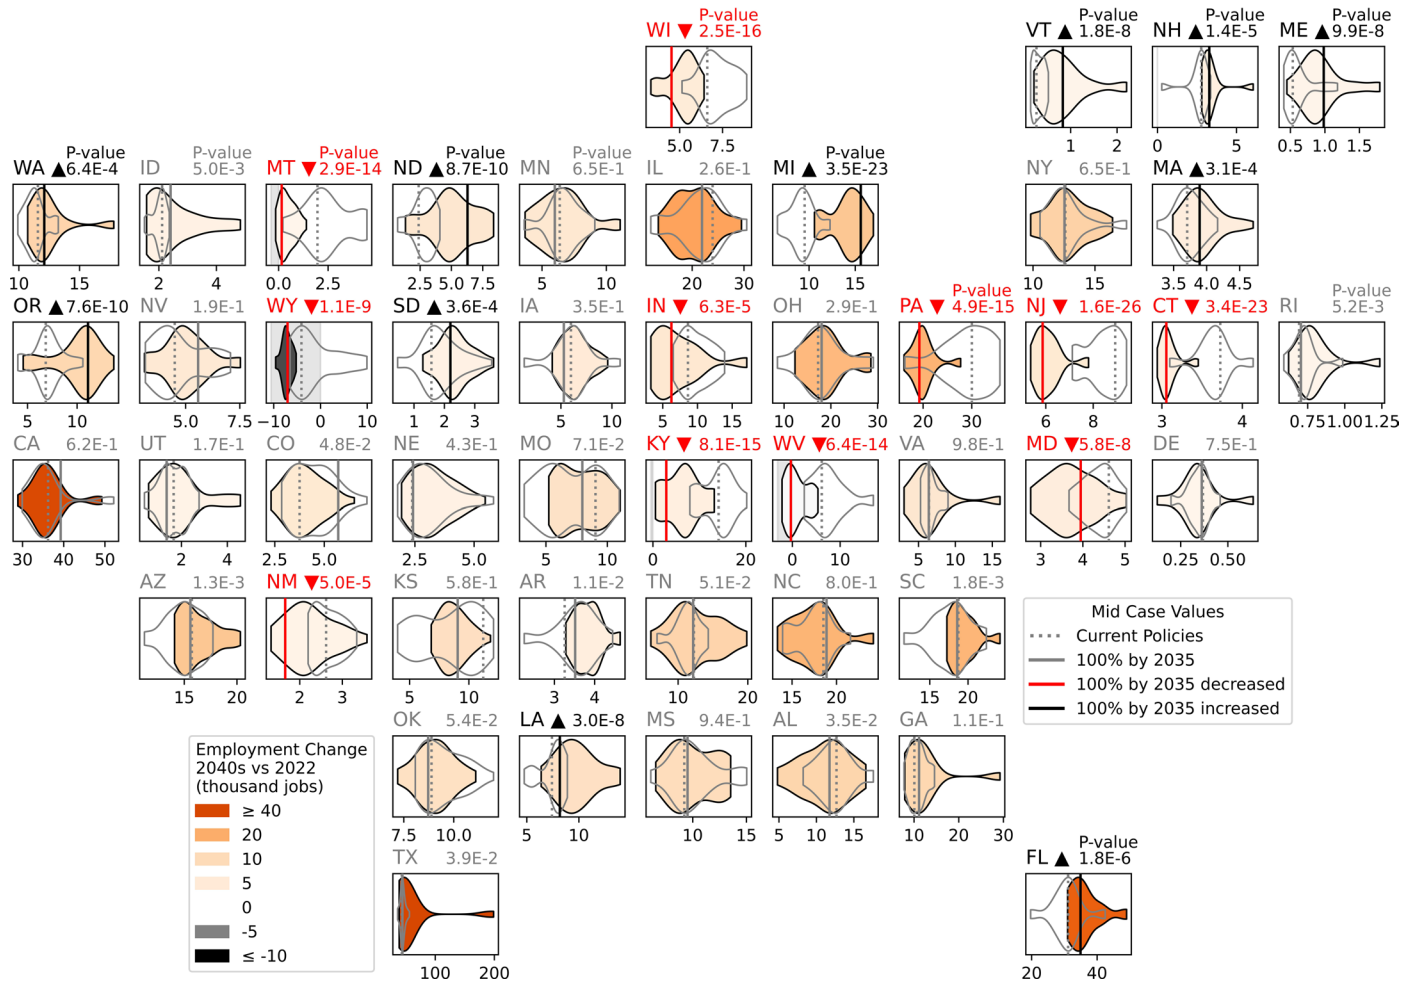 P-value P-value P-value P-value
WI ▼ 2.5E-16 VT ▲ 1.8E-8 NH ▲ 1.4E-5 ME ▲ 9.9E-8
5.0 7.5 1 2 0 5 0.5 1.0 1.5
P-value P-value P-value P-value P-value P-value
WA ▲ 6.4E-4 ID 5.0E-3 MT ▼ 2.9E-14 ND ▲ 8.7E-10 MN 6.5E-1 IL 2.6E-1 MI ▲ 3.5E-23 NY 6.5E-1 MA ▲ 3.1E-4
10 15 2 4 0.0 2.5 2.5 5.0 7.5 5 10 20 30 10 15 10 15 3.5 4.0 4.5
P-value P-value
OR ▲ 7.6E-10 NV 1.9E-1 WY ▼ 1.1E-9 SD ▲ 3.6E-4 IA 3.5E-1 IN ▼ 6.3E-5 OH 2.9E-1 PA ▼ 4.9E-15 NJ ▼ 1.6E-26 CT ▼ 3.4E-23 RI 5.2E-3
5 10 5.0 7.5 −10 0 10 1 2 3 5 10 5 10 15 10 20 30 20 30 6 8 3 4 0.75 1.00 1.25
CA 6.2E-1 UT 1.7E-1 CO 4.8E-2 NE 4.3E-1 MO 7.1E-2 KY ▼ 8.1E-15 WV ▼ 6.4E-14 VA 9.8E-1 MD ▼ 5.8E-8 DE 7.5E-1
30 40 50 2 4 2.5 5.0 2.5 5.0 5 10 0 10 20 0 10 5 10 15 3 4 5 0.25 0.50
AZ 1.3E-3 NM ▼ 5.0E-5 KS 5.8E-1 AR 1.1E-2 TN 5.1E-2 NC 8.0E-1 SC 1.8E-3
15 20 2 3 5 10 3 4 10 20 15 20 15 20
Mid Case Values
Current Policies
100% by 2035
100% by 2035 decreased
100% by 2035 increased
OK 5.4E-2 LA ▲ 3.0E-8 MS 9.4E-1 AL 3.5E-2 GA 1.1E-1
7.5 10.0 5 10 10 15 5 10 15 10 20 30
Employment Change
2040s vs 2022
(thousand jobs)
≥ 40
20
10
5
0
-5
≤ -10
TX 3.9E-2
100 200
P-value
FL ▲ 1.8E-6
20 40